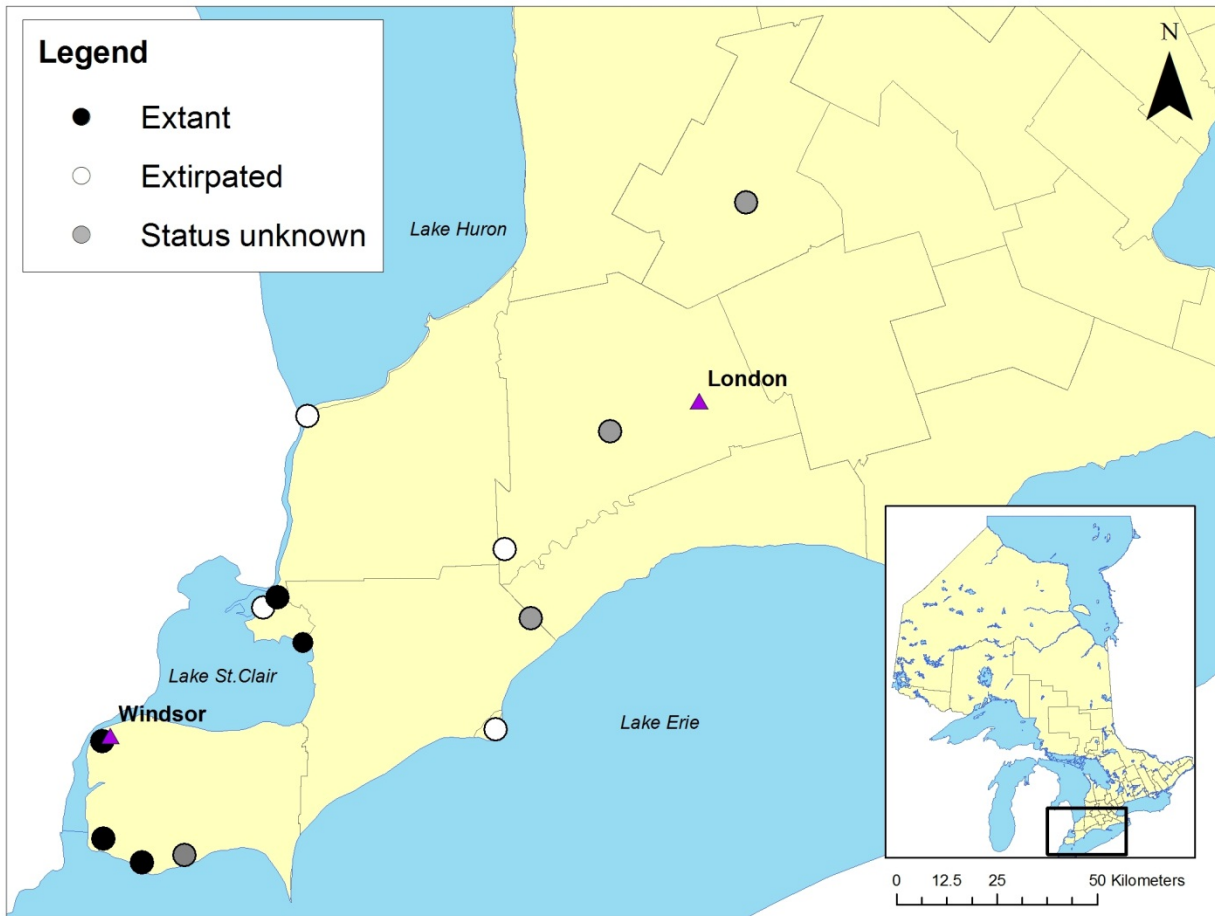 Legend
Extant
Extirpated
Status unknown
N
Lake Huron
London
Lake St.Clair
Windsor
Lake Erie
0 12.5 25 50 Kilometers